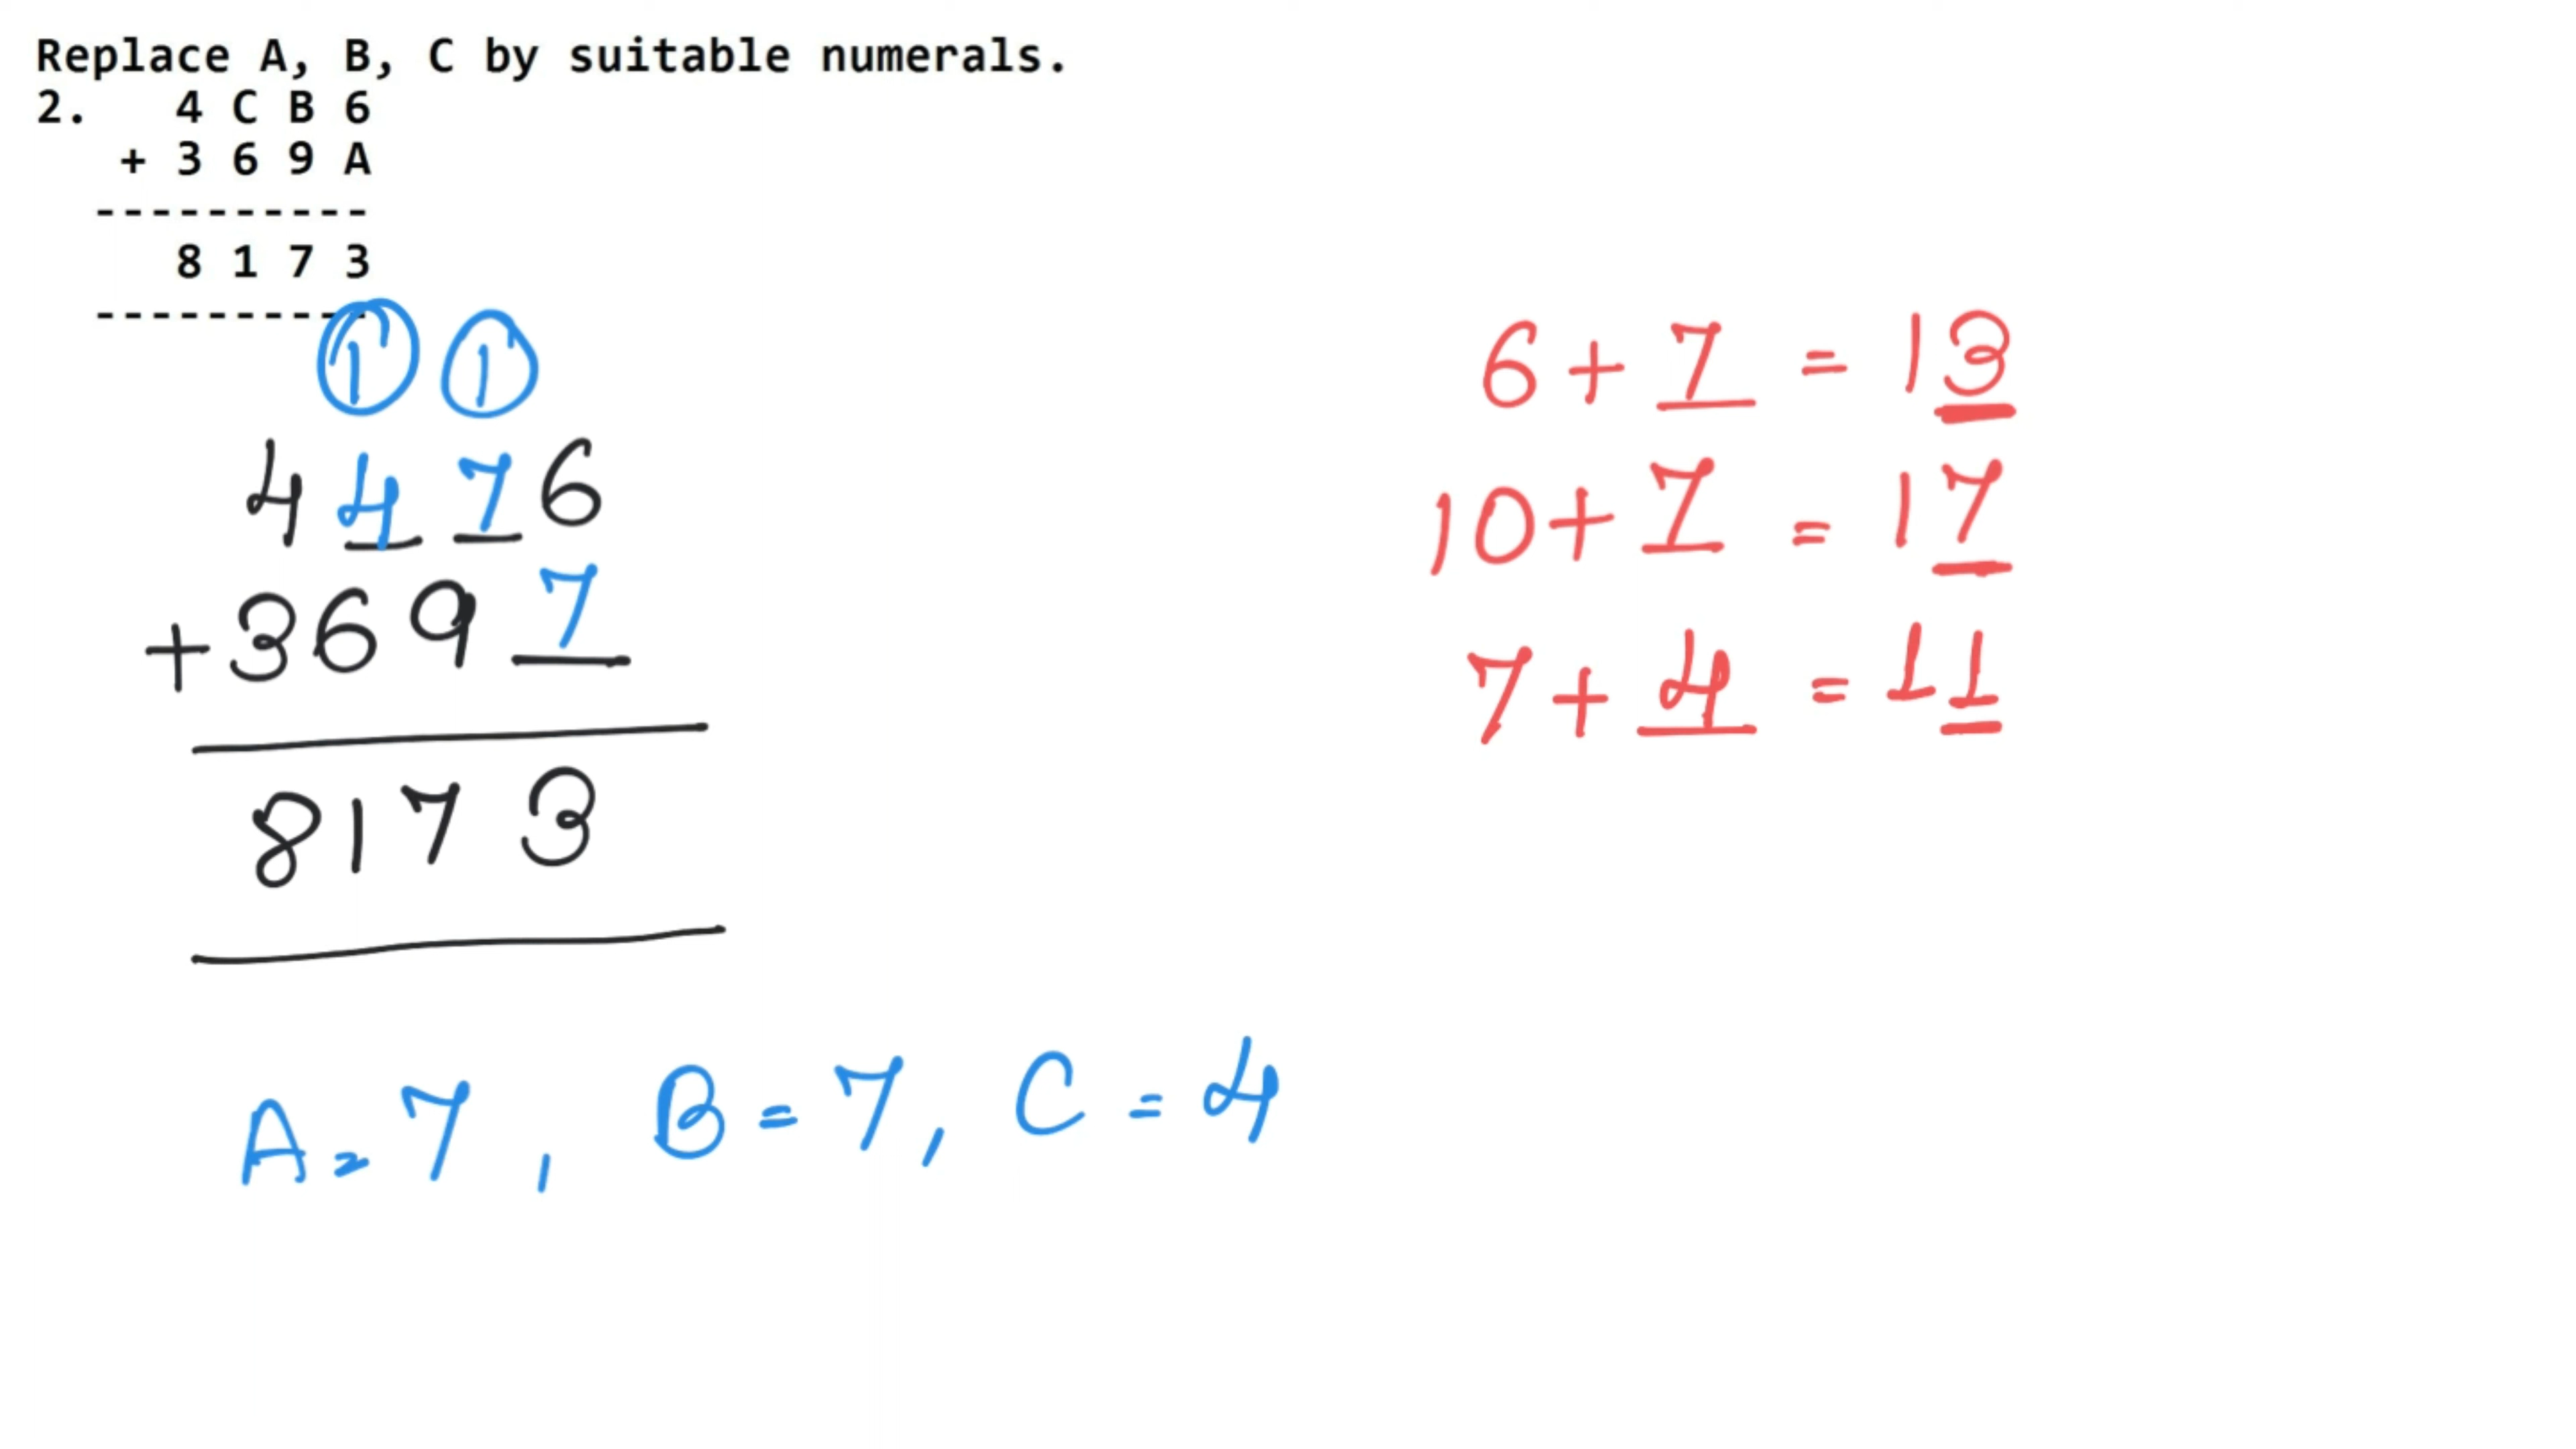 Replace A, B, C by suitable numerals.
2. 4 C B 6
+ 3 6 9 A
----------
8 1 7 3
----------
1 1
4 4 7 6
+ 3 6 9 7
8 1 7 3
A = 7, B = 7, C = 4
6 + 7 = 13
10 + 7 = 17
7 + 4 = 11